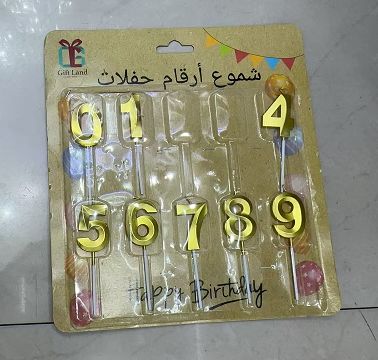 Gift Land
شموع أرقام حفلات
0 1 4
5 6 7 8 9
Happy Birthday